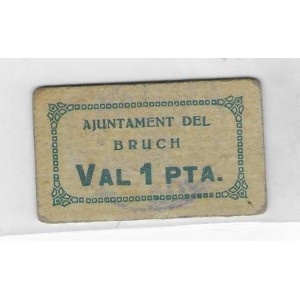 AJUNTAMENT DEL
BRUCH
VAL 1 PTA.